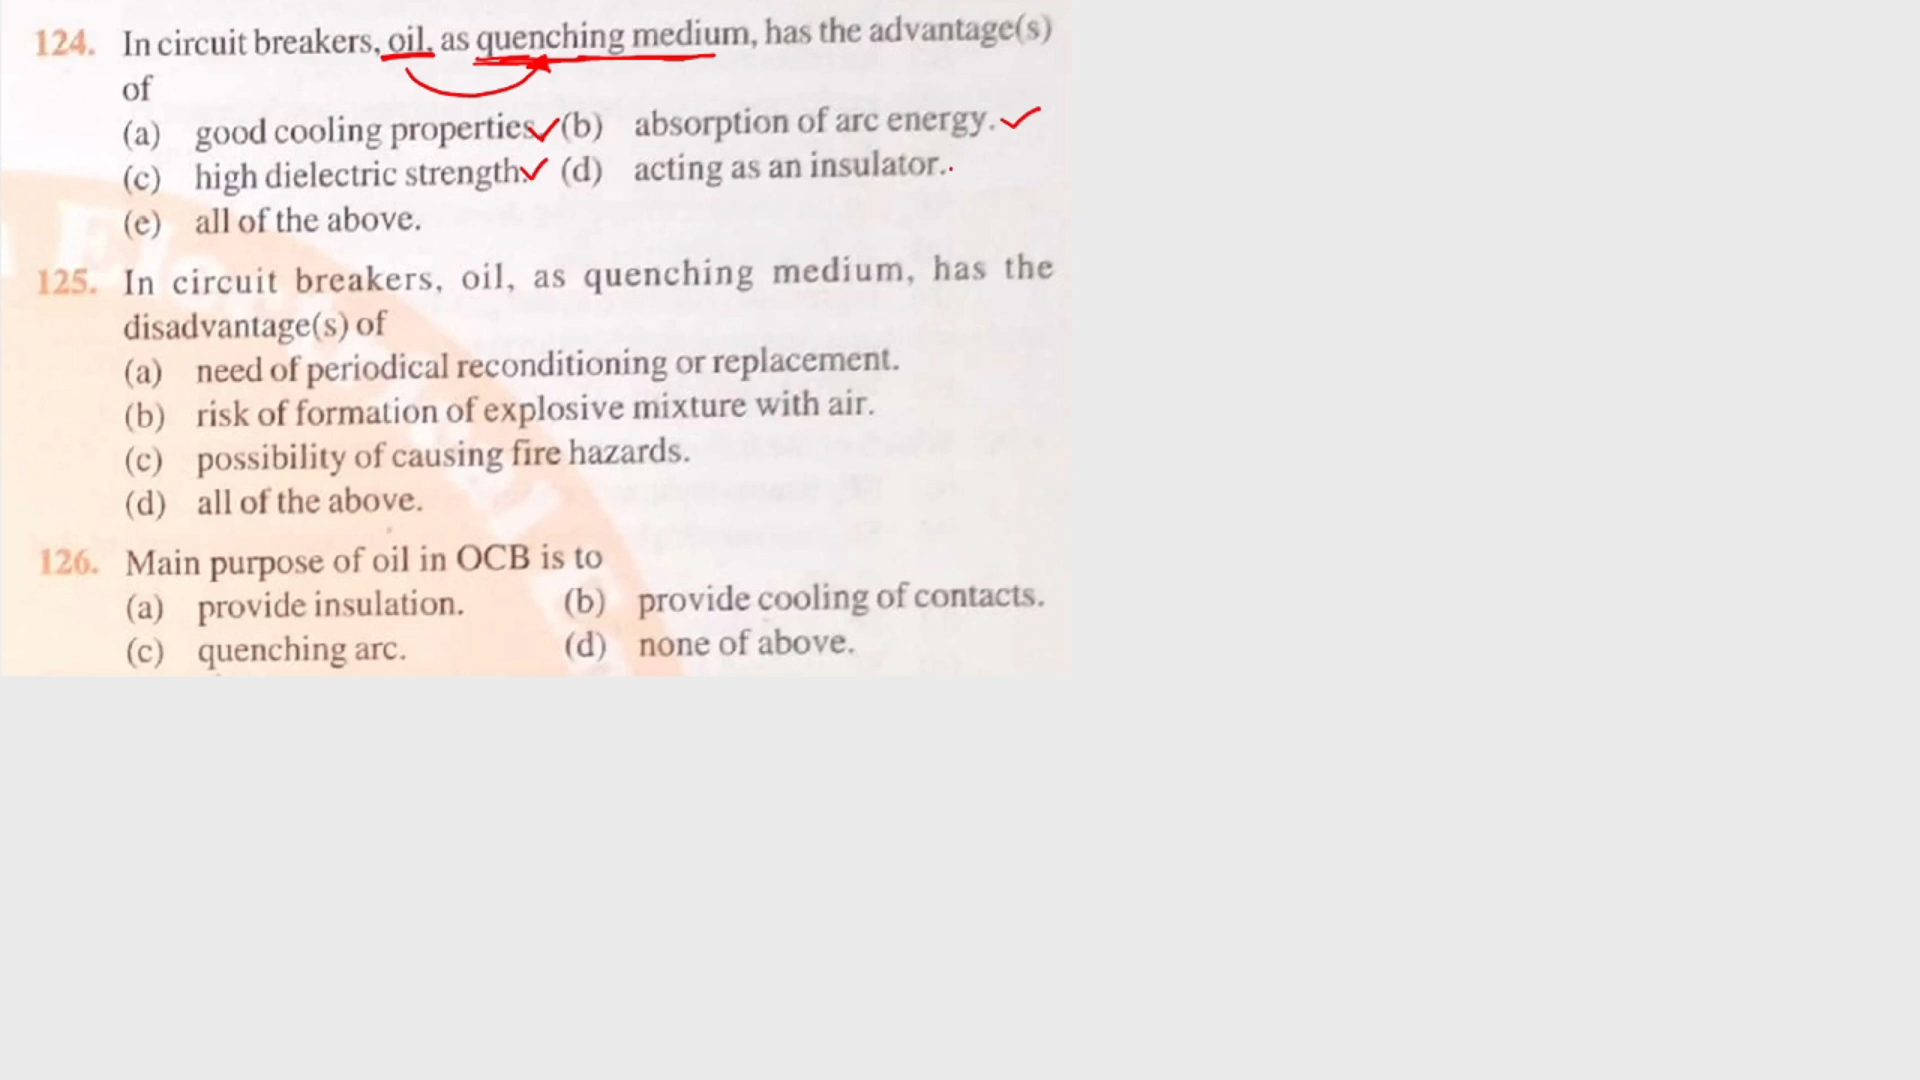 124. In circuit breakers, oil, as quenching medium, has the advantage(s)
of
(a) good cooling properties. (b) absorption of arc energy.
(c) high dielectric strength. (d) acting as an insulator.
(e) all of the above.
125. In circuit breakers, oil, as quenching medium, has the
disadvantage(s) of
(a) need of periodical reconditioning or replacement.
(b) risk of formation of explosive mixture with air.
(c) possibility of causing fire hazards.
(d) all of the above.
126. Main purpose of oil in OCB is to
(a) provide insulation. (b) provide cooling of contacts.
(c) quenching arc. (d) none of above.